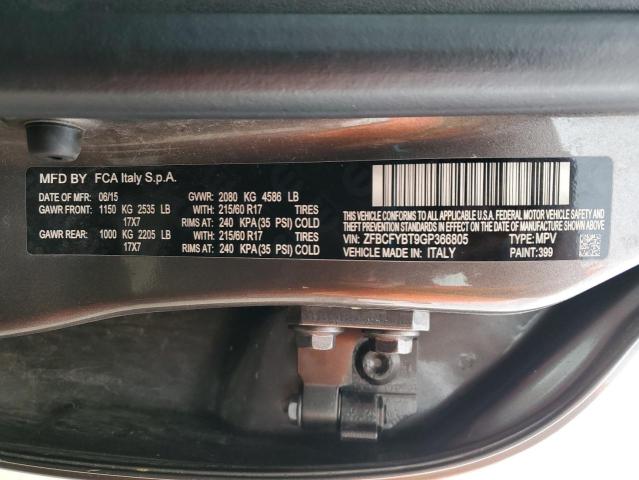 MFD BY FCA Italy S.p.A.
DATE OF MFR: 06/15 GVWR: 2080 KG 4586 LB
GAWR FRONT: 1150 KG 2535 LB WITH: 215/60 R17 TIRES
17X7 RIMS AT: 240 KPA(35 PSI) COLD
GAWR REAR: 1000 KG 2205 LB WITH: 215/60 R17 TIRES
17X7 RIMS AT: 240 KPA(35 PSI) COLD
THIS VEHICLE CONFORMS TO ALL APPLICABLE FEDERAL MOTOR VEHICLE SAFETY
STANDARDS IN EFFECT ON THE DATE OF MANUFACTURE SHOWN ABOVE
VIN: ZFBCFYBT9GP366805 TYPE: MPV
VEHICLE MADE IN: ITALY PAINT: 399